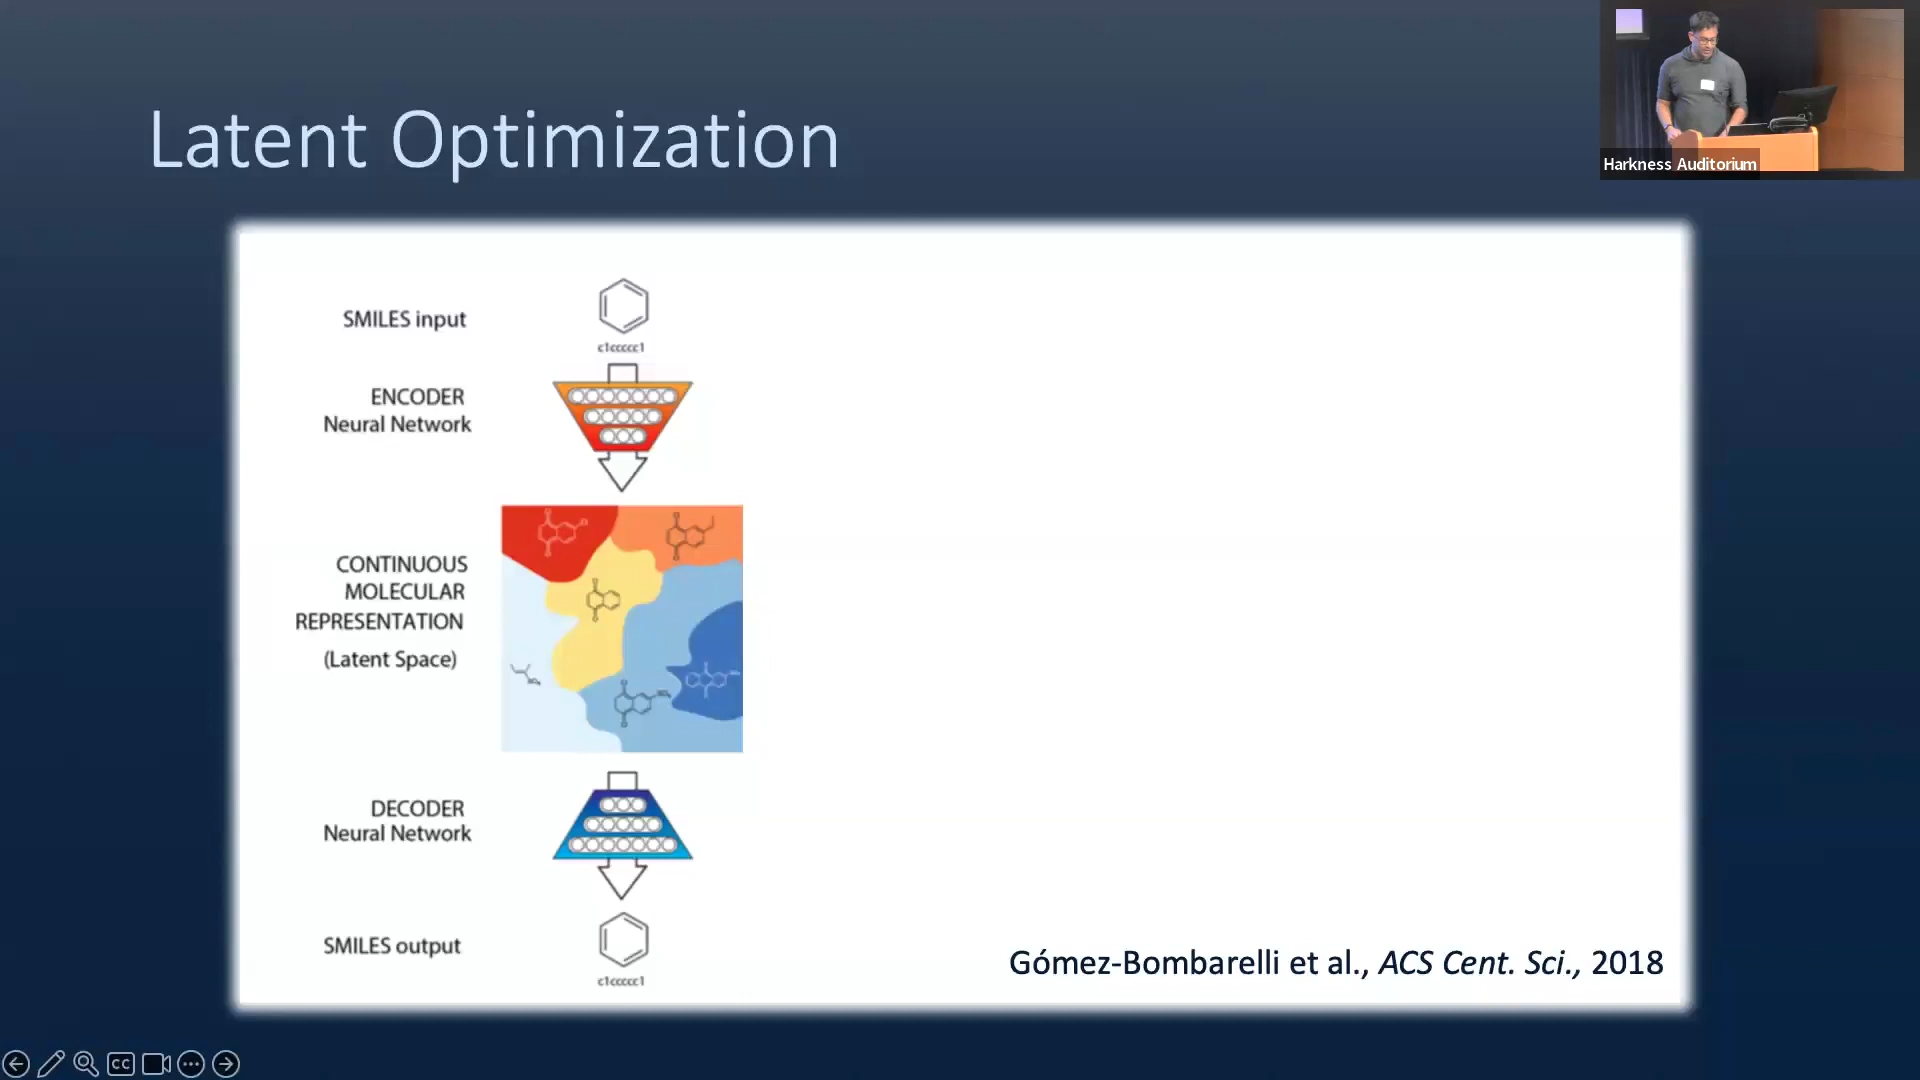 Latent Optimization
Harkness Auditorium
SMILES input
c1ccccc1
ENCODER
Neural Network
CONTINUOUS
MOLECULAR
REPRESENTATION
(Latent Space)
DECODER
Neural Network
SMILES output
c1ccccc1
Gómez-Bombarelli et al., ACS Cent. Sci., 2018
CC